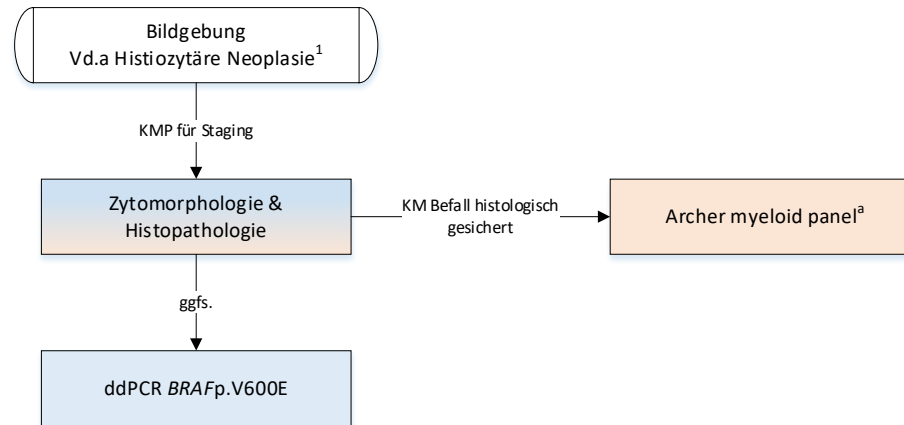 Bildgebung
Vd.a Histiozytäre Neoplasie1
KMP für Staging
Zytomorphologie &
Histopathologie
KM Befall histologisch
gesichert
Archer myeloid panela
ggfs.
ddPCR BRAFp.V600E